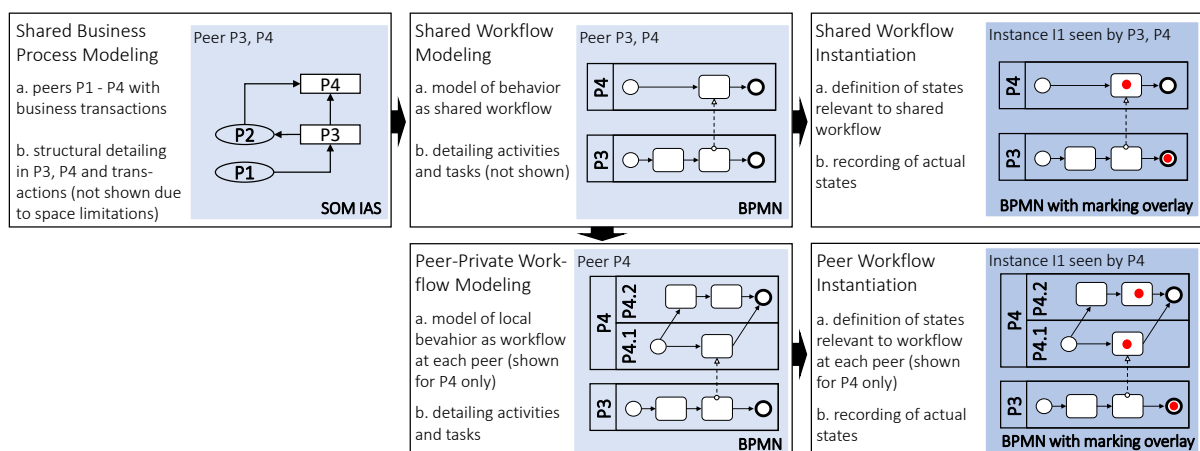 Shared Business
Process Modeling
a. peers P1 - P4 with
business transactions
b. structural detailing
in P3, P4 and trans-
actions (not shown due
to space limitations)
Peer P3, P4
P4
P2
P3
P1
SOM IAS
Shared Workflow
Modeling
a. model of behavior
as shared workflow
b. detailing activities
and tasks (not shown)
Peer P3, P4
P4
P3
BPMN
Shared Workflow
Instantiation
a. definition of states
relevant to shared
workflow
b. recording of actual
states
Instance I1 seen by P3, P4
P4
P3
BPMN with marking overlay
Peer-Private Work-
flow Modeling
a. model of local
bevahior as workflow
at each peer (shown
for P4 only)
b. detailing activities
and tasks
Peer P4
P4
P4.2
P4.1
P3
BPMN
Peer Workflow
Instantiation
a. definition of states
relevant to workflow
at each peer (shown
for P4 only)
b. recording of actual
states
Instance I1 seen by P4
P4
P4.2
P4.1
P3
BPMN with marking overlay